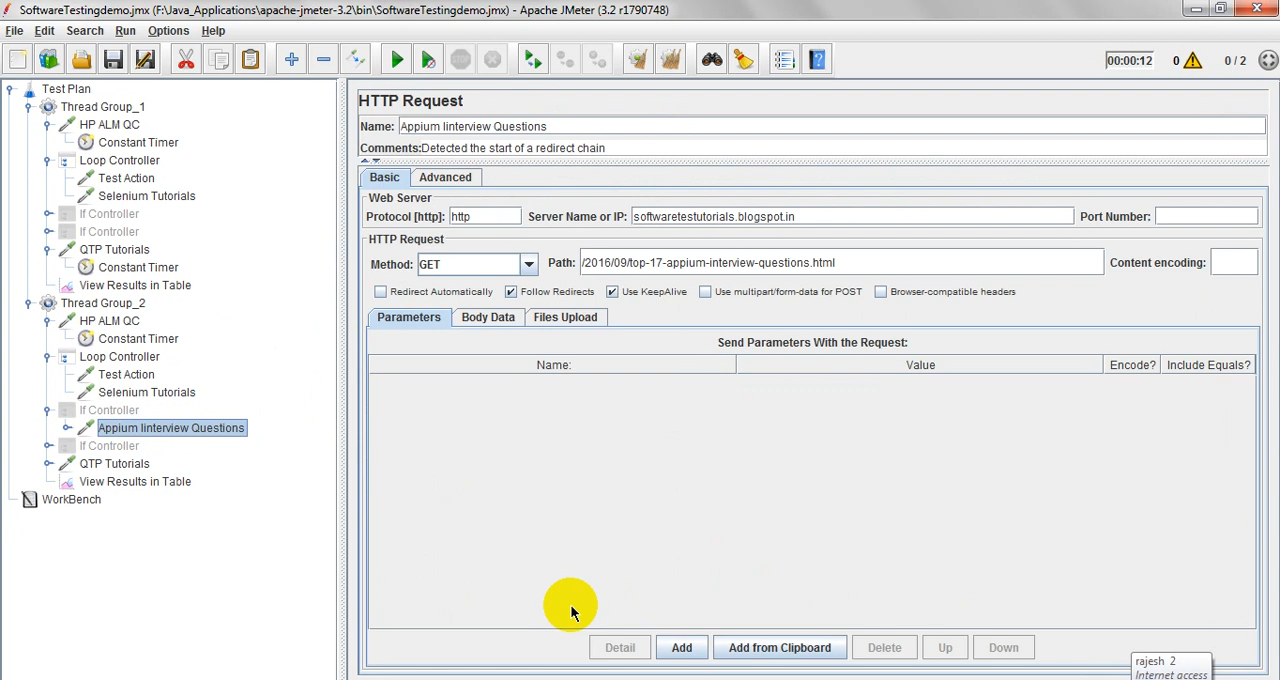 SoftwareTestingdemo.jmx (F:\Java_Applications\apache-jmeter-3.2\bin\SoftwareTestingdemo.jmx) - Apache JMeter (3.2 r1790748)
File Edit Search Run Options Help
00:00:12 0 0 / 2
Test Plan
Thread Group_1
HP ALM QC
Constant Timer
Loop Controller
Test Action
Selenium Tutorials
If Controller
If Controller
QTP Tutorials
Constant Timer
View Results in Table
Thread Group_2
HP ALM QC
Constant Timer
Loop Controller
Test Action
Selenium Tutorials
If Controller
Appium Iinterview Questions
If Controller
QTP Tutorials
View Results in Table
WorkBench
HTTP Request
Name: Appium Iinterview Questions
Comments: Detected the start of a redirect chain
Basic Advanced
Web Server
Protocol [http]: http Server Name or IP: softwaretestutorials.blogspot.in Port Number:
HTTP Request
Method: GET Path: /2016/09/top-17-appium-interview-questions.html Content encoding:
Redirect Automatically Follow Redirects Use KeepAlive Use multipart/form-data for POST Browser-compatible headers
Parameters Body Data Files Upload
Send Parameters With the Request:
Name: Value Encode? Include Equals?
Detail Add Add from Clipboard Delete Up Down
rajesh 2
Internet access